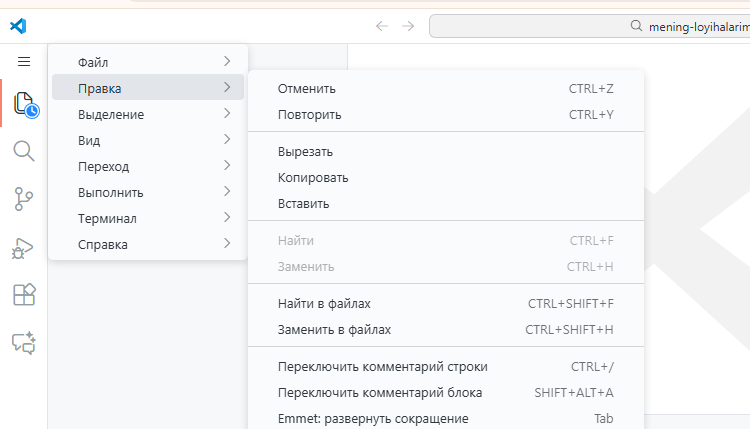 mening-loyihalarim
Файл
Правка
Выделение
Вид
Переход
Выполнить
Терминал
Справка
Отменить CTRL+Z
Повторить CTRL+Y
Вырезать
Копировать
Вставить
Найти CTRL+F
Заменить CTRL+H
Найти в файлах CTRL+SHIFT+F
Заменить в файлах CTRL+SHIFT+H
Переключить комментарий строки CTRL+/
Переключить комментарий блока SHIFT+ALT+A
Emmet: развернуть сокращение Tab